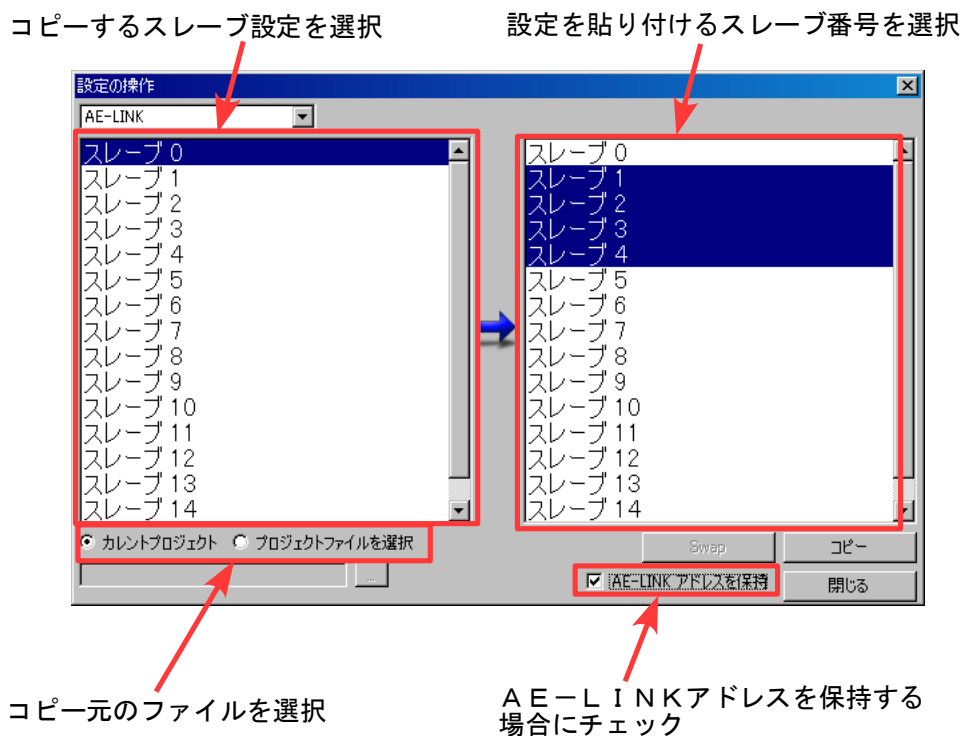 コピーするスレーブ設定を選択
設定を貼り付けるスレーブ番号を選択
設定の操作
AE-LINK
スレーブ 0
スレーブ 1
スレーブ 2
スレーブ 3
スレーブ 4
スレーブ 5
スレーブ 6
スレーブ 7
スレーブ 8
スレーブ 9
スレーブ 10
スレーブ 11
スレーブ 12
スレーブ 13
スレーブ 14
スレーブ 0
スレーブ 1
スレーブ 2
スレーブ 3
スレーブ 4
スレーブ 5
スレーブ 6
スレーブ 7
スレーブ 8
スレーブ 9
スレーブ 10
スレーブ 11
スレーブ 12
スレーブ 13
スレーブ 14
カレントプロジェクト プロジェクトファイルを選択
...
Swap
コピー
AE-LINK アドレスを保持
閉じる
コピー元のファイルを選択
ＡＥ－ＬＩＮＫアドレスを保持する
場合にチェック